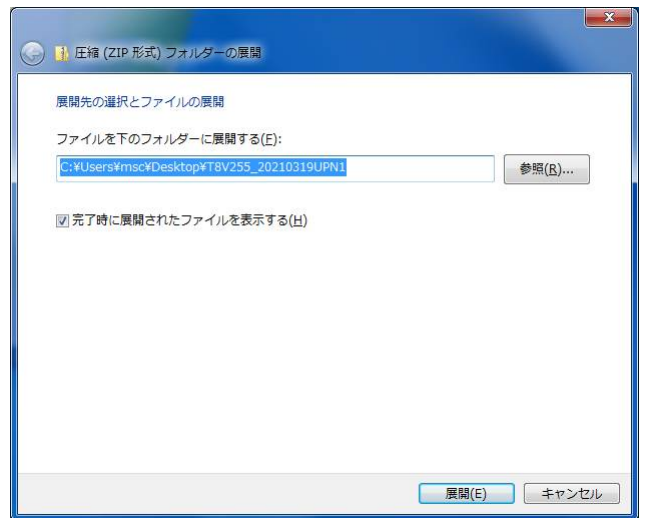 圧縮 (ZIP 形式) フォルダーの展開
展開先の選択とファイルの展開
ファイルを下のフォルダーに展開する(F):
C:¥Users¥msc¥Desktop¥T8V255_20210319UPN1 参照(R)...
完了時に展開されたファイルを表示する(H)
展開(E) キャンセル